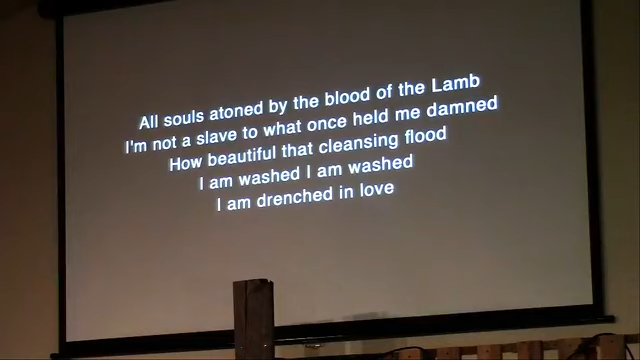 All souls atoned by the blood of the Lamb
I'm not a slave to what once held me damned
How beautiful that cleansing flood
I am washed I am washed
I am drenched in love